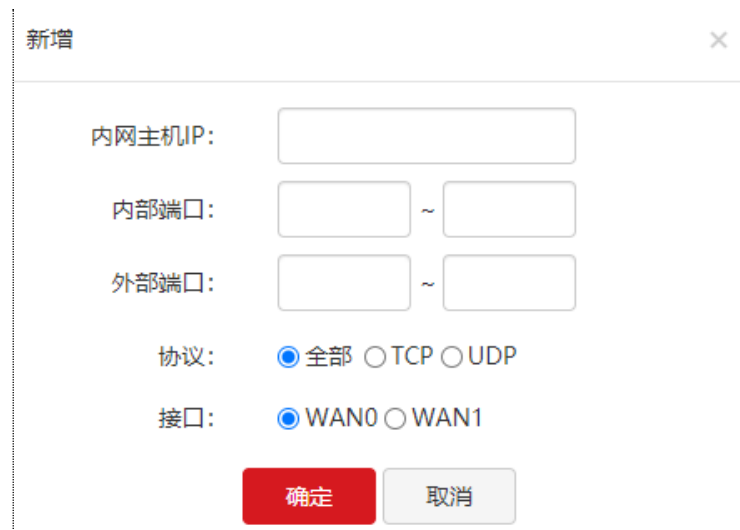 新增 ×
内网主机IP：
内部端口： ~
外部端口： ~
协议： 全部 TCP UDP
接口： WAN0 WAN1
确定 取消